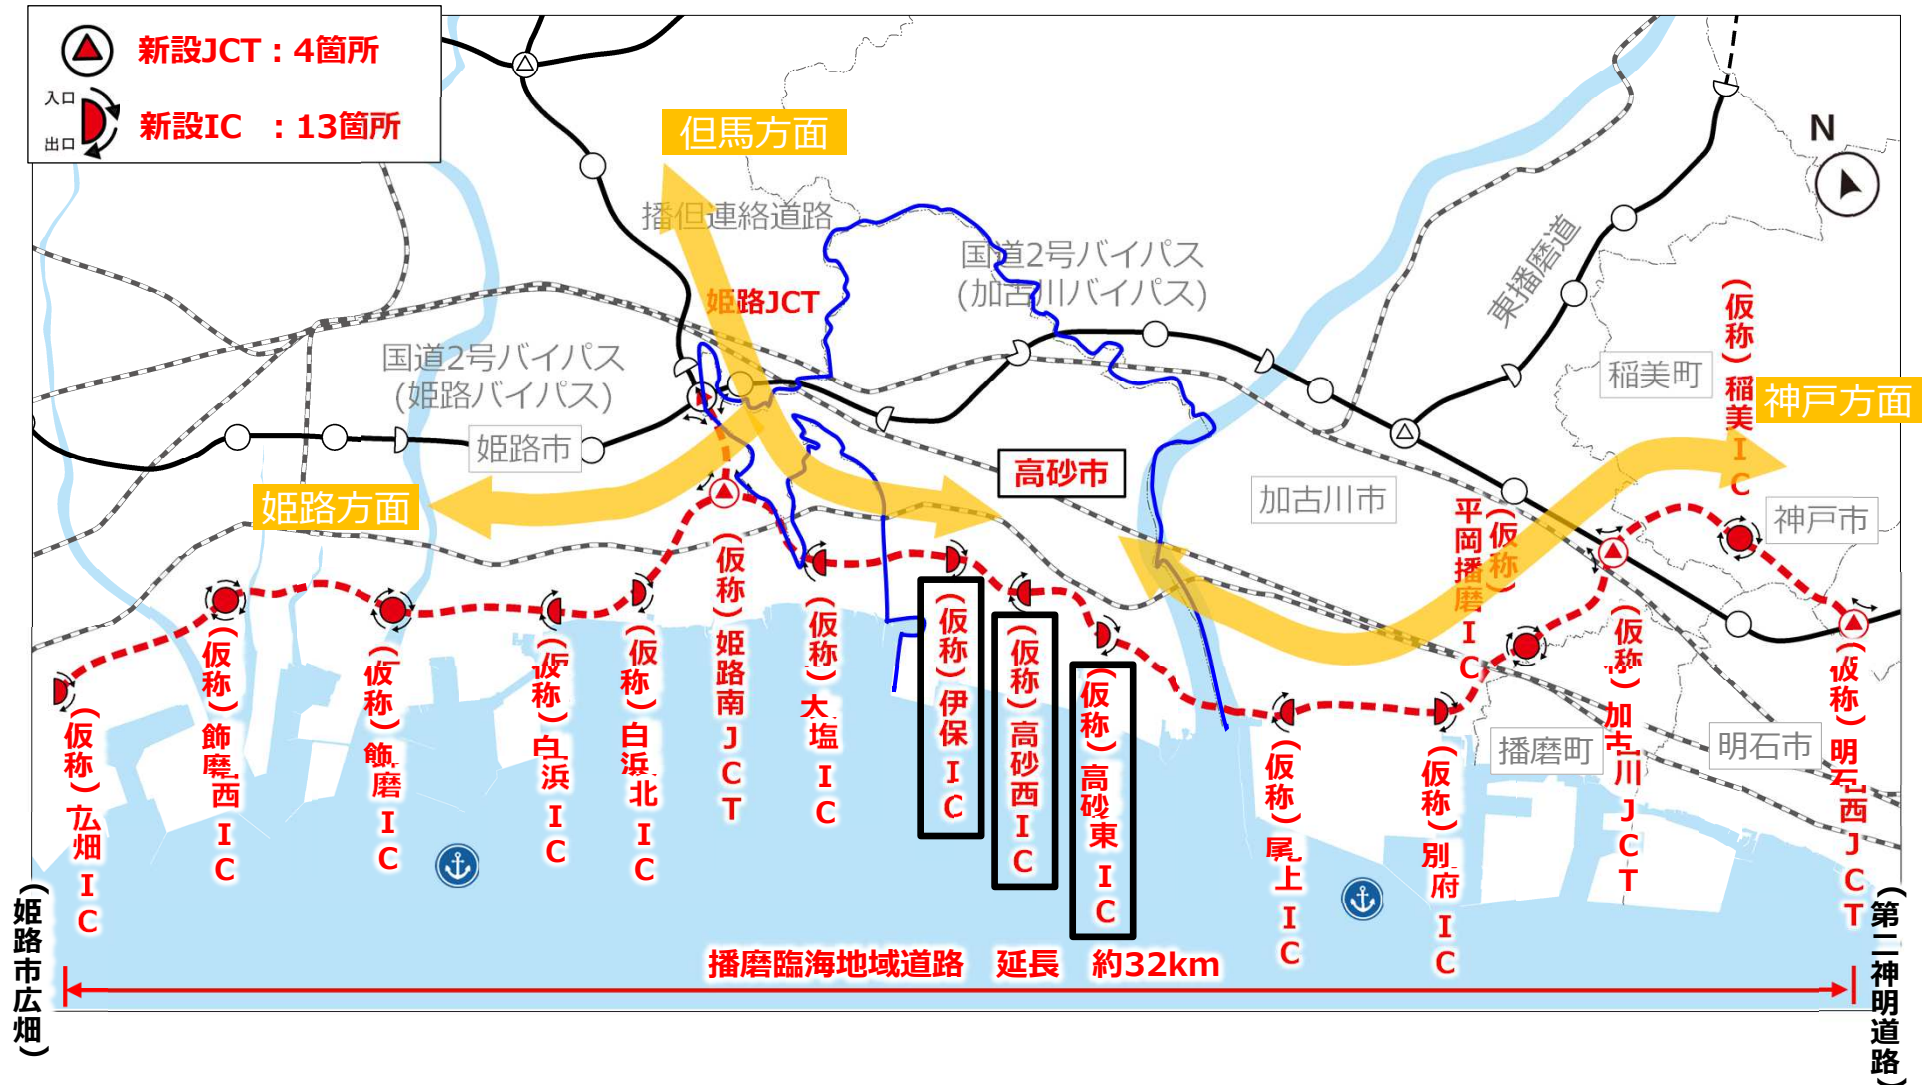 新設JCT：4箇所
入口
出口
新設IC　：13箇所
但馬方面
N
播但連絡道路
国道2号バイパス
(加古川バイパス)
東播磨道
姫路JCT
(仮称)稲美IC
国道2号バイパス
(姫路バイパス)
稲美町
神戸方面
姫路市
高砂市
加古川市
姫路方面
神戸市
(仮称)
平岡播磨IC
(仮称)広畑IC
(仮称)飾磨西IC
(仮称)飾磨IC
(仮称)白浜IC
(仮称)白浜北IC
(仮称)姫路南JCT
(仮称)大塩IC
(仮称)伊保IC
(仮称)高砂西IC
(仮称)高砂東IC
(仮称)尾上IC
(仮称)別府IC
(仮称)加古川JCT
(仮称)明石西JCT
播磨町
明石市
播磨臨海地域道路　延長　約32km
(姫路市広畑)
(第二神明道路)